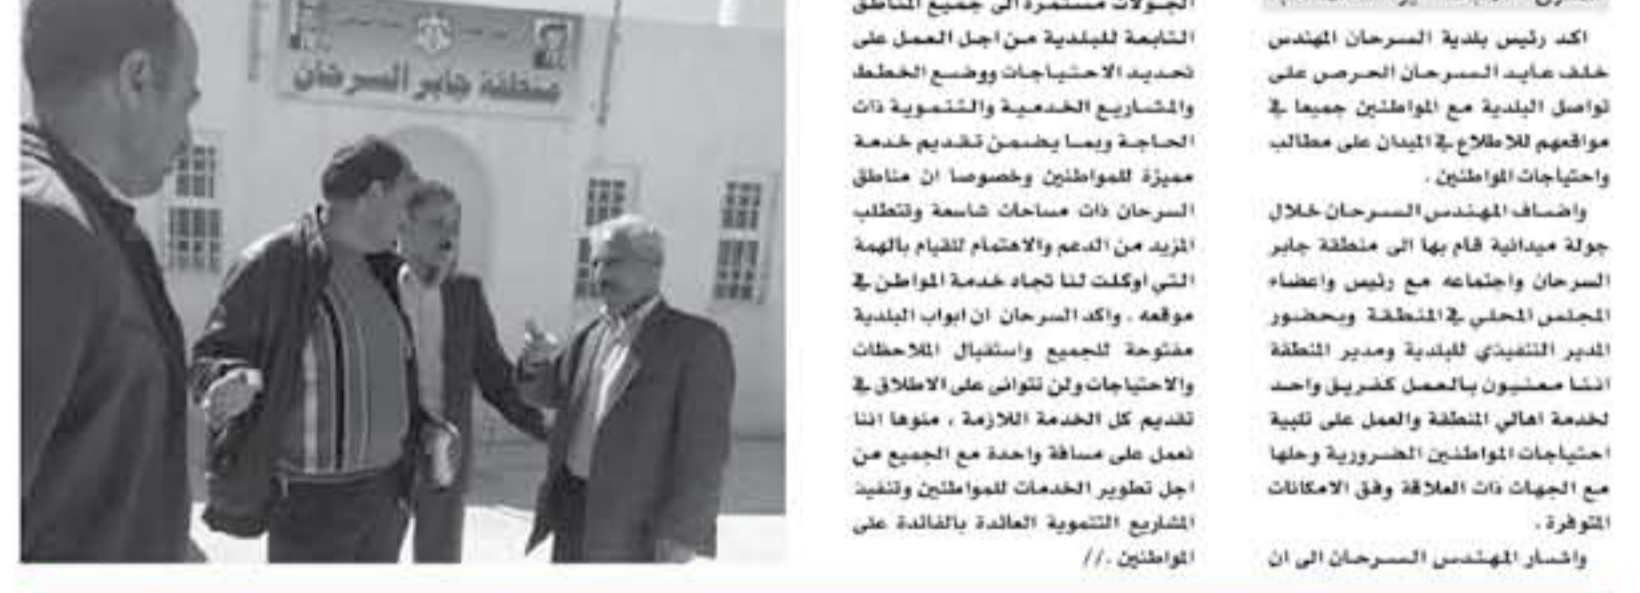 اكد رئيس بلدية السرحان المهندس
خلف عايد السرحان الحرص على
تواصل البلدية مع المواطنين جميعا في
مواقعهم للاطلاع في الميدان على مطالب
واحتياجات المواطنين .
واضاف المهندس السرحان خلال
جولة ميدانية قام بها الى منطقة جابر
السرحان واجتماعه مع رئيس واعضاء
المجلس المحلي في المنطقة وبحضور
المدير التنفيذي للبلدية ومدير المنطقة
اننا معنيون بالعمل كفريق واحد
لخدمة اهالي المنطقة والعمل على تلبية
احتياجات المواطنين الضرورية وحلها
مع الجهات ذات العلاقة وفق الامكانات
المتوفرة .
واشار المهندس السرحان الى ان
الجولات مستمرة الى جميع المناطق
التابعة للبلدية من اجل العمل على
تحديد الاحتياجات ووضع الخطط
والمشاريع الخدمية والتنموية ذات
الحاجة وبما يضمن تقديم خدمة
مميزة للمواطنين وخصوصا ان مناطق
السرحان ذات مساحات شاسعة وتتطلب
المزيد من الدعم والاهتمام للقيام بالهمة
التي اوكلت لنا تجاه خدمة المواطن في
موقعه . واكد السرحان ان ابواب البلدية
مفتوحة للجميع واستقبال الملاحظات
والاحتياجات ولن نتوانى على الاطلاق في
تقديم كل الخدمة اللازمة ، منوها اننا
نعمل على مسافة واحدة مع الجميع من
اجل تطوير الخدمات للمواطنين وتنفيذ
المشاريع التنموية العائدة بالفائدة على
المواطنين .//
منطقة جابر السرحان